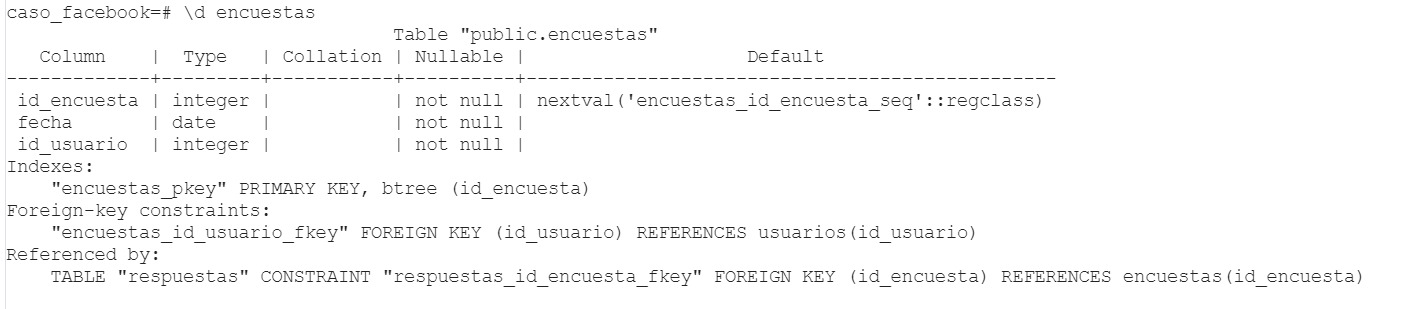 caso_facebook=# \d encuestas
                                   Table "public.encuestas"
   Column    |  Type   | Collation | Nullable |                    Default
-------------+---------+-----------+----------+-----------------------------------------------
 id_encuesta | integer |           | not null | nextval('encuestas_id_encuesta_seq'::regclass)
 fecha       | date    |           | not null |
 id_usuario  | integer |           | not null |
Indexes:
    "encuestas_pkey" PRIMARY KEY, btree (id_encuesta)
Foreign-key constraints:
    "encuestas_id_usuario_fkey" FOREIGN KEY (id_usuario) REFERENCES usuarios(id_usuario)
Referenced by:
    TABLE "respuestas" CONSTRAINT "respuestas_id_encuesta_fkey" FOREIGN KEY (id_encuesta) REFERENCES encuestas(id_encuesta)